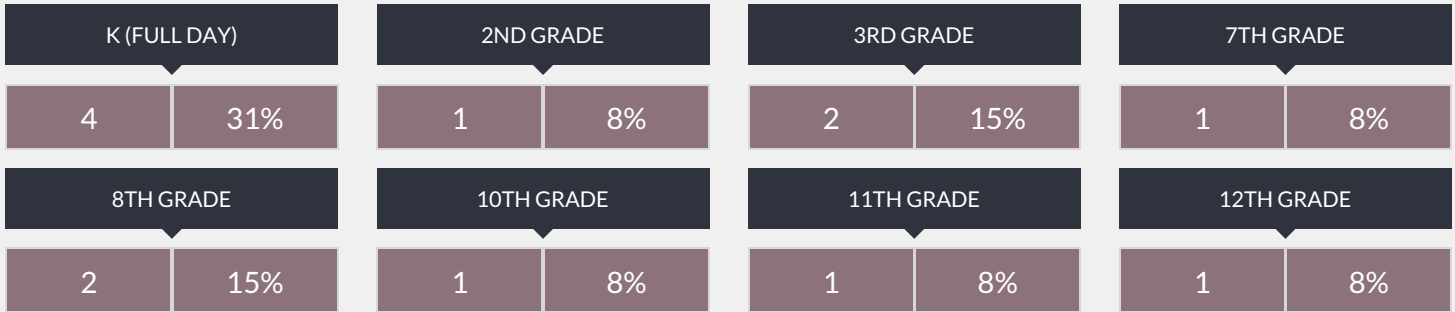 K (FULL DAY) 2ND GRADE 3RD GRADE 7TH GRADE
4 31% 1 8% 2 15% 1 8%
8TH GRADE 10TH GRADE 11TH GRADE 12TH GRADE
2 15% 1 8% 1 8% 1 8%